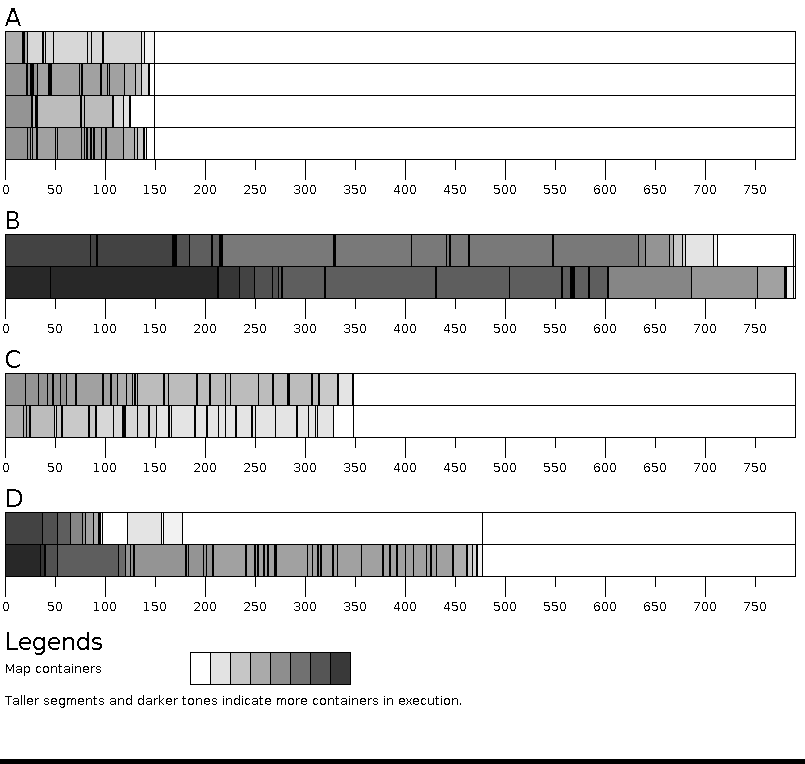 A
0 50 100 150 200 250 300 350 400 450 500 550 600 650 700 750
B
0 50 100 150 200 250 300 350 400 450 500 550 600 650 700 750
C
0 50 100 150 200 250 300 350 400 450 500 550 600 650 700 750
D
0 50 100 150 200 250 300 350 400 450 500 550 600 650 700 750
Legends
Map containers
Taller segments and darker tones indicate more containers in execution.